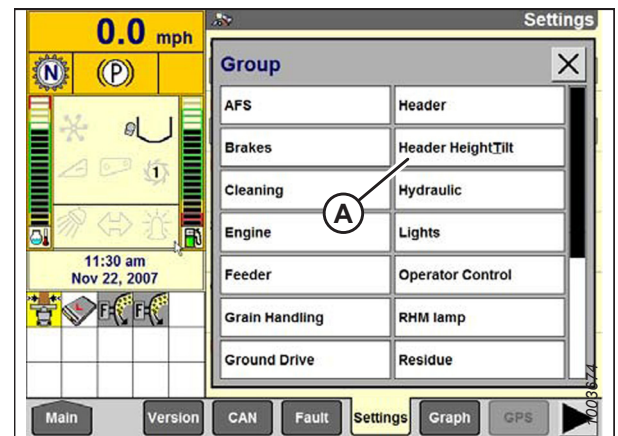 0.0 mph
Settings
N (P)
Group
AFS
Header
Brakes
Header HeightTilt
Cleaning
Hydraulic
A
Engine
Lights
Feeder
Operator Control
Grain Handling
RHM lamp
Ground Drive
Residue
1
11:30 am
Nov 22, 2007
L F F
Main
Version
CAN
Fault
Settings
Graph
GPS
1003674